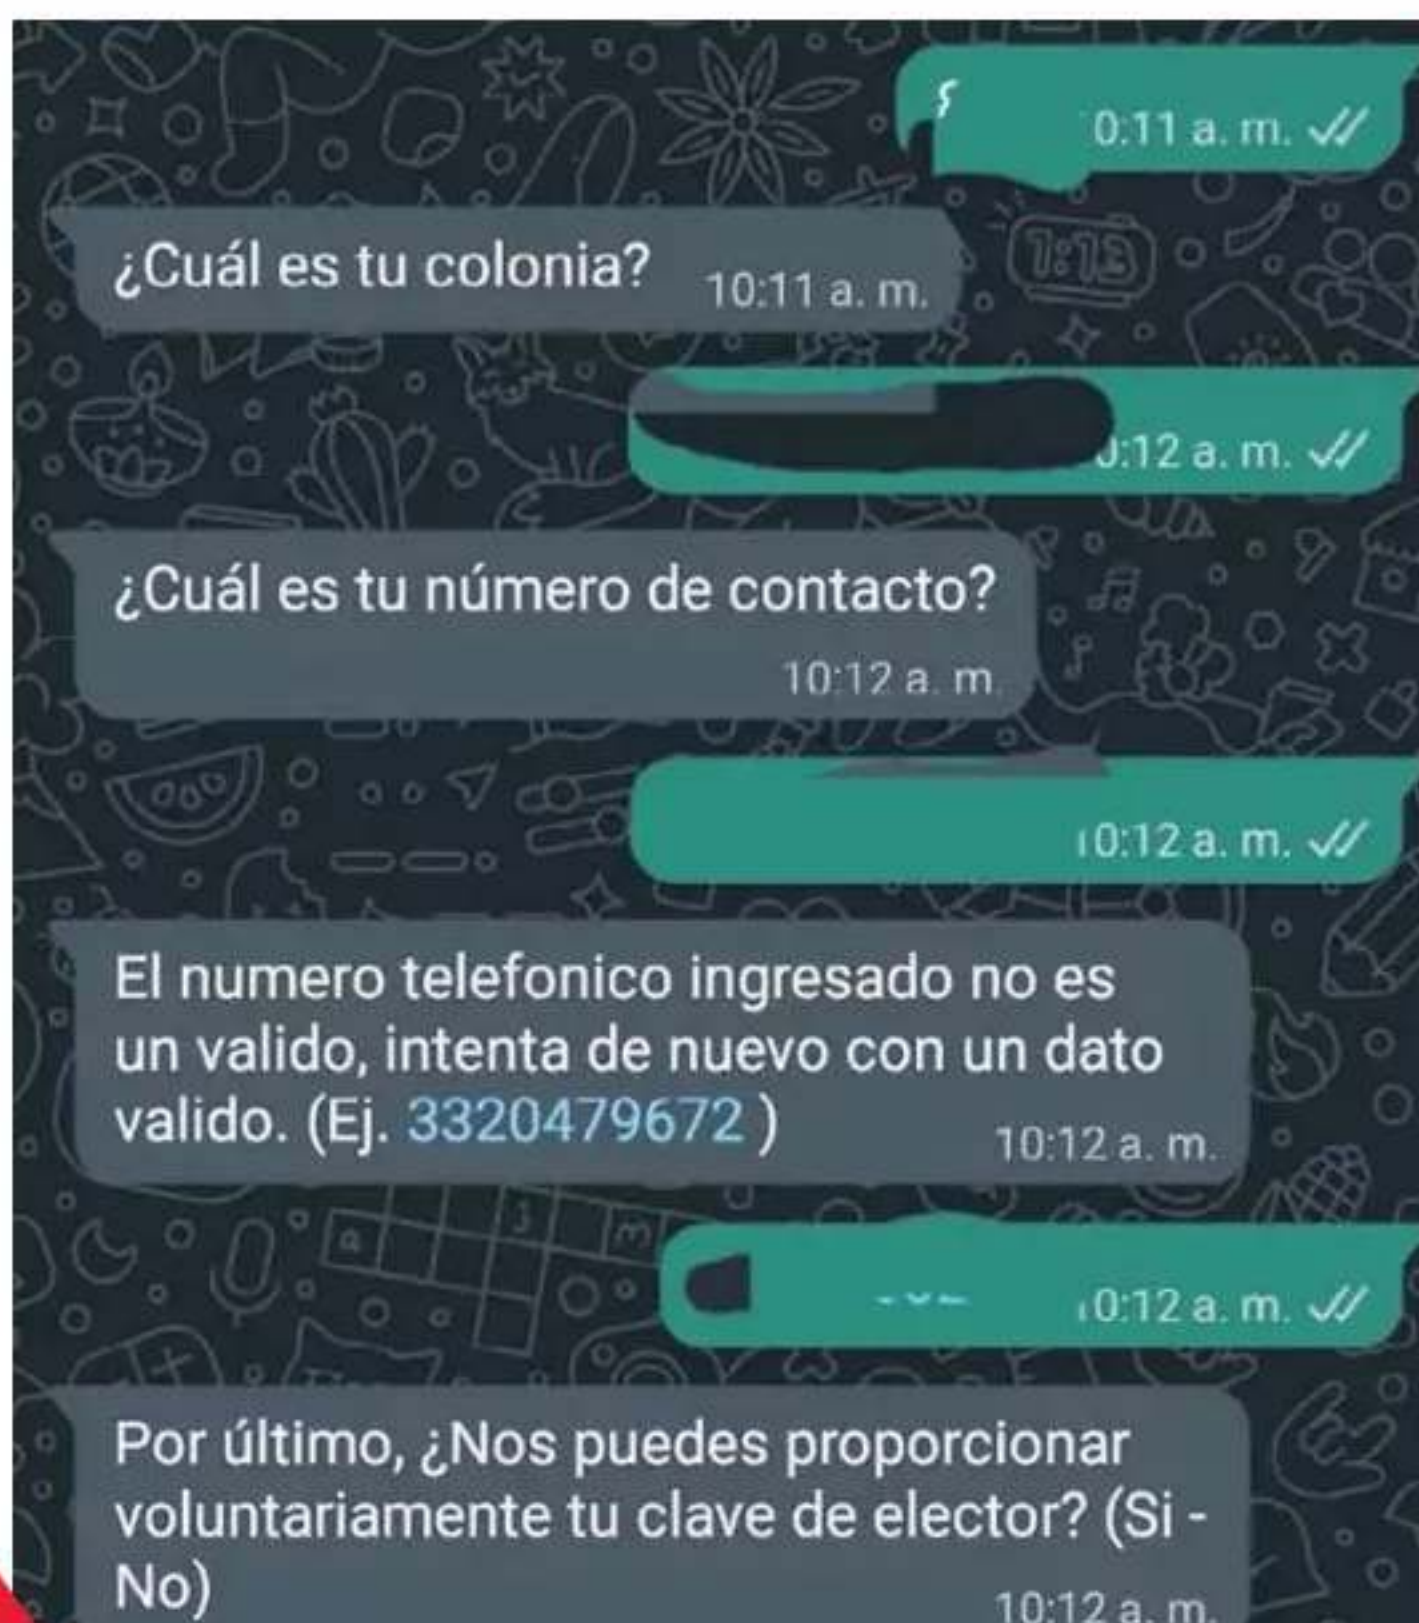 0:11 a. m.
¿Cuál es tu colonia?
10:11 a. m.
0:12 a. m.
¿Cuál es tu número de contacto?
10:12 a. m.
10:12 a. m.
El numero telefonico ingresado no es
un valido, intenta de nuevo con un dato
valido. (Ej. 3320479672 )
10:12 a. m.
10:12 a. m.
Por último, ¿Nos puedes proporcionar
voluntariamente tu clave de elector? (Si -
No)
10:12 a. m.